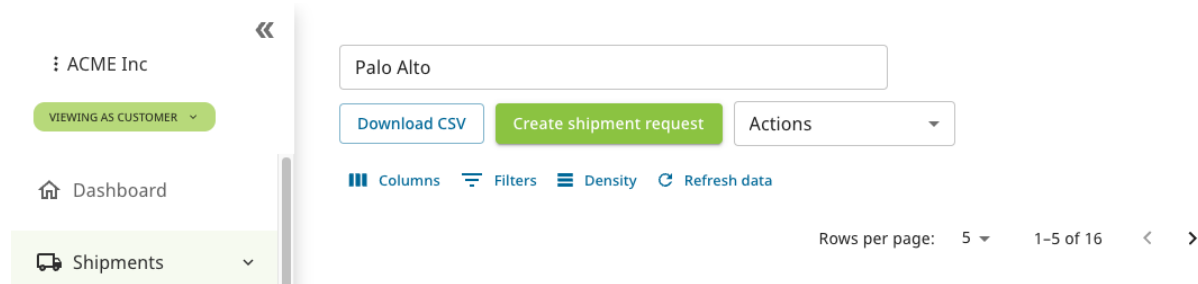 ACME Inc
VIEWING AS CUSTOMER
Dashboard
Shipments
Palo Alto
Download CSV Create shipment request Actions
Columns Filters Density Refresh data
Rows per page: 5 1–5 of 16